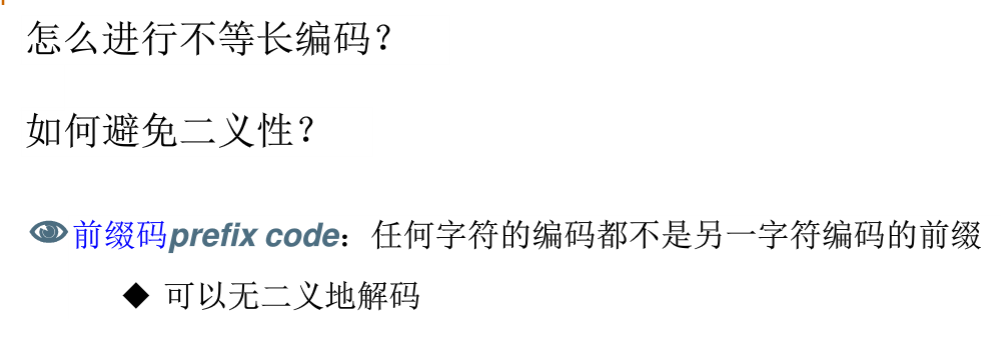 怎么进行不等长编码？
如何避免二义性？
前缀码prefix code：任何字符的编码都不是另一字符编码的前缀
可以无二义地解码